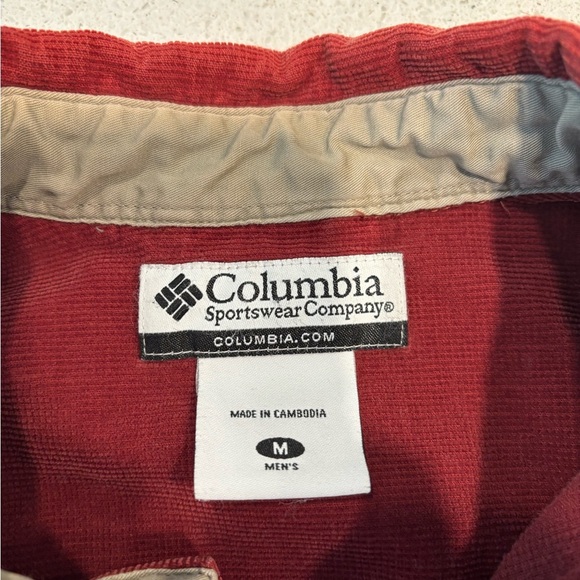 Columbia
Sportswear Company®
COLUMBIA.COM
MADE IN CAMBODIA
M
MEN'S